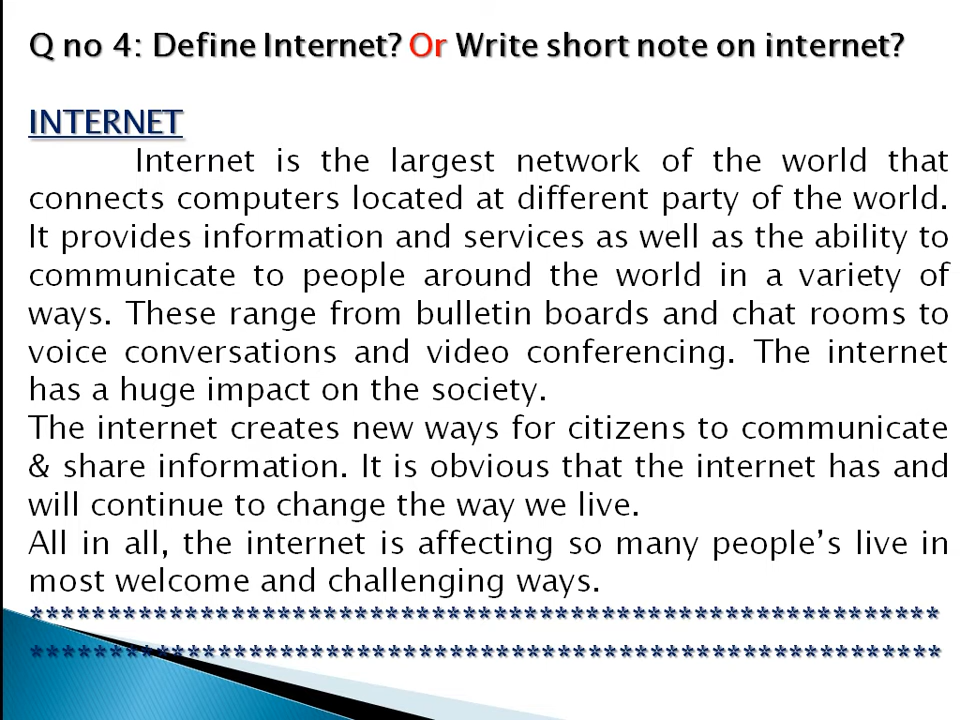 Q no 4: Define Internet? Or Write short note on internet?
INTERNET
Internet is the largest network of the world that
connects computers located at different party of the world.
It provides information and services as well as the ability to
communicate to people around the world in a variety of
ways. These range from bulletin boards and chat rooms to
voice conversations and video conferencing. The internet
has a huge impact on the society.
The internet creates new ways for citizens to communicate
& share information. It is obvious that the internet has and
will continue to change the way we live.
All in all, the internet is affecting so many people’s live in
most welcome and challenging ways.
***********************************************************
***********************************************************